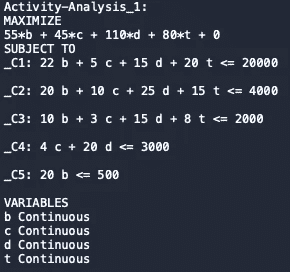 Activity-Analysis_1:
MAXIMIZE
55*b + 45*c + 110*d + 80*t + 0
SUBJECT TO
_C1: 22 b + 5 c + 15 d + 20 t <= 20000
_C2: 20 b + 10 c + 25 d + 15 t <= 4000
_C3: 10 b + 3 c + 15 d + 8 t <= 2000
_C4: 4 c + 20 d <= 3000
_C5: 20 b <= 500
VARIABLES
b Continuous
c Continuous
d Continuous
t Continuous